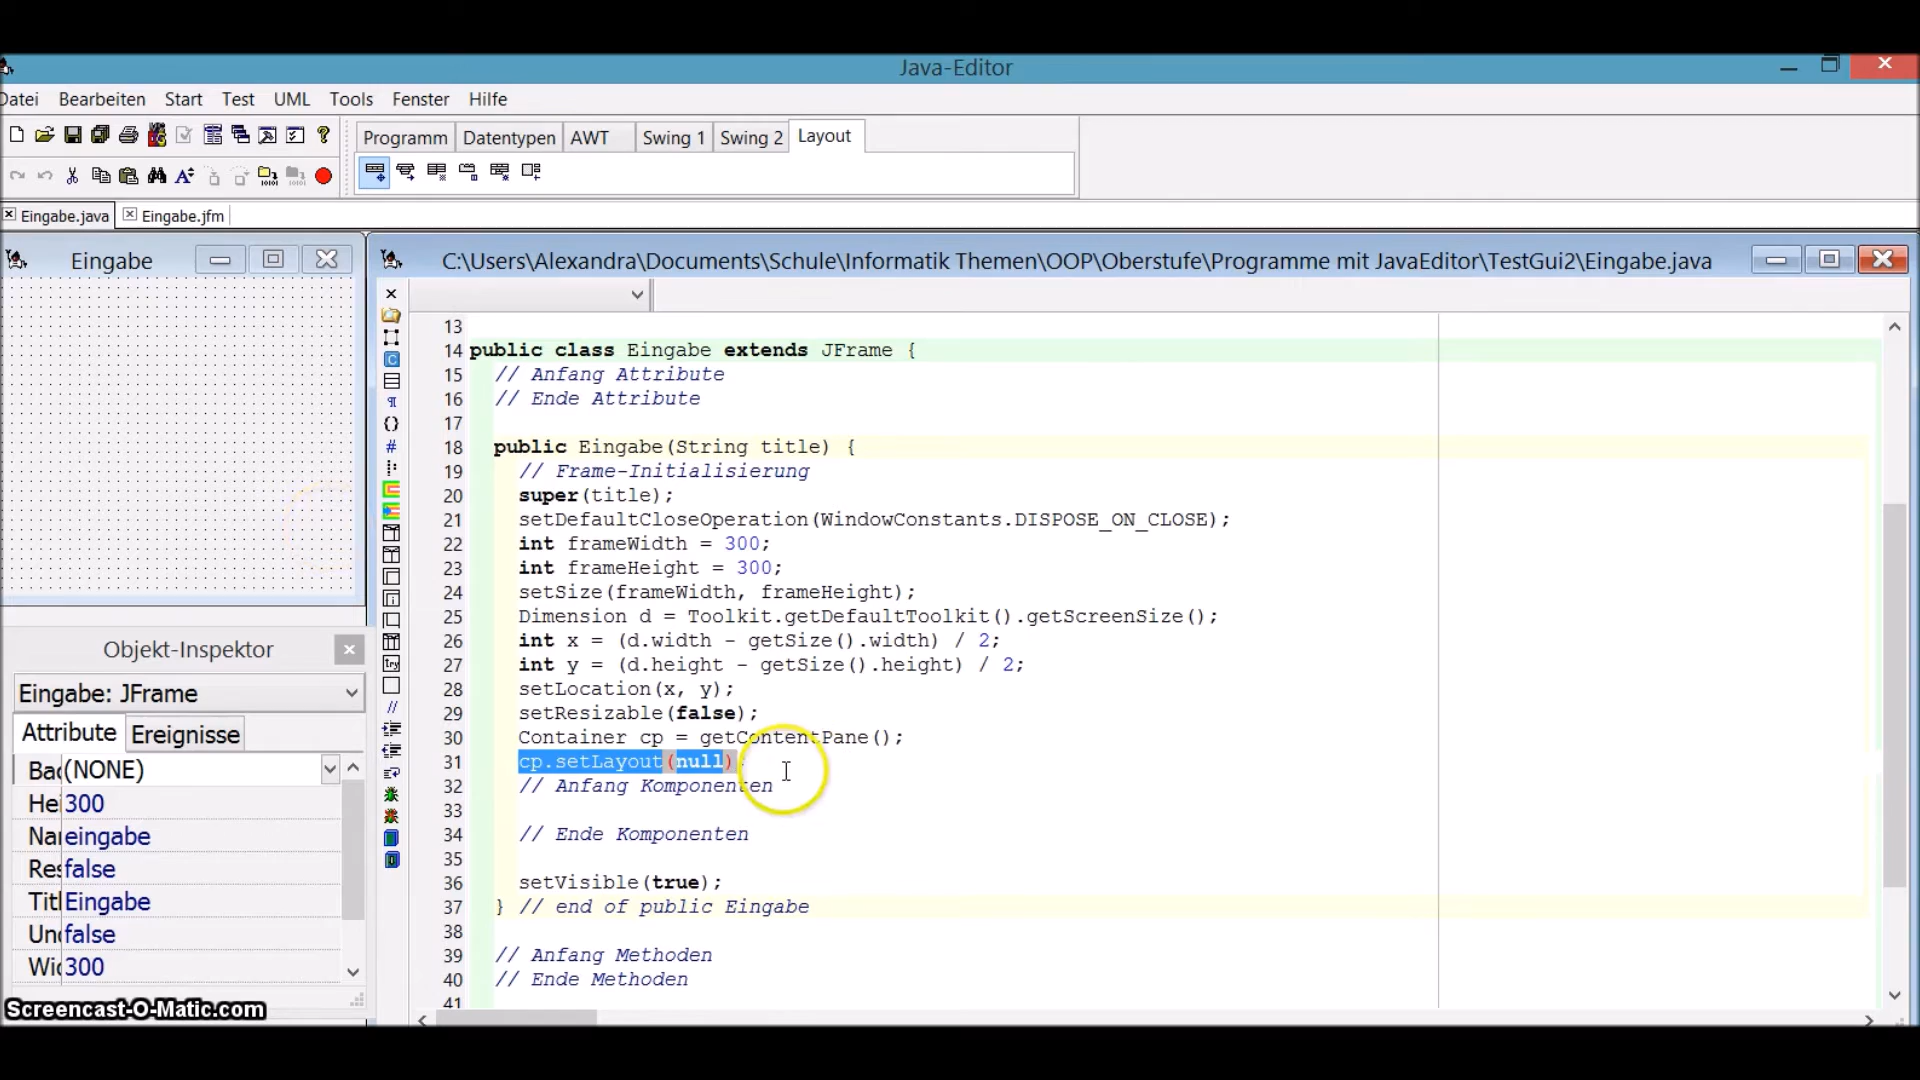 Java-Editor
Datei Bearbeiten Start Test UML Tools Fenster Hilfe
Programm Datentypen AWT Swing 1 Swing 2 Layout
Eingabe.java Eingabe.jfm
Eingabe
C:\Users\Alexandra\Documents\Schule\Informatik Themen\OOP\Oberstufe\Programme mit JavaEditor\TestGui2\Eingabe.java
13
14 public class Eingabe extends JFrame {
15 // Anfang Attribute
16 // Ende Attribute
17
18 public Eingabe(String title) {
19 // Frame-Initialisierung
20 super(title);
21 setDefaultCloseOperation(WindowConstants.DISPOSE_ON_CLOSE);
22 int frameWidth = 300;
23 int frameHeight = 300;
24 setSize(frameWidth, frameHeight);
25 Dimension d = Toolkit.getDefaultToolkit().getScreenSize();
26 int x = (d.width - getSize().width) / 2;
27 int y = (d.height - getSize().height) / 2;
28 setLocation(x, y);
29 setResizable(false);
30 Container cp = getContentPane();
31 cp.setLayout(null);
32 // Anfang Komponenten
33
34 // Ende Komponenten
35
36 setVisible(true);
37 } // end of public Eingabe
38
39 // Anfang Methoden
40 // Ende Methoden
41
Objekt-Inspektor
Eingabe: JFrame
Attribute Ereignisse
Bac (NONE)
Hei 300
Nam eingabe
Res false
Titl Eingabe
Und false
Wid 300
Screencast-O-Matic.com